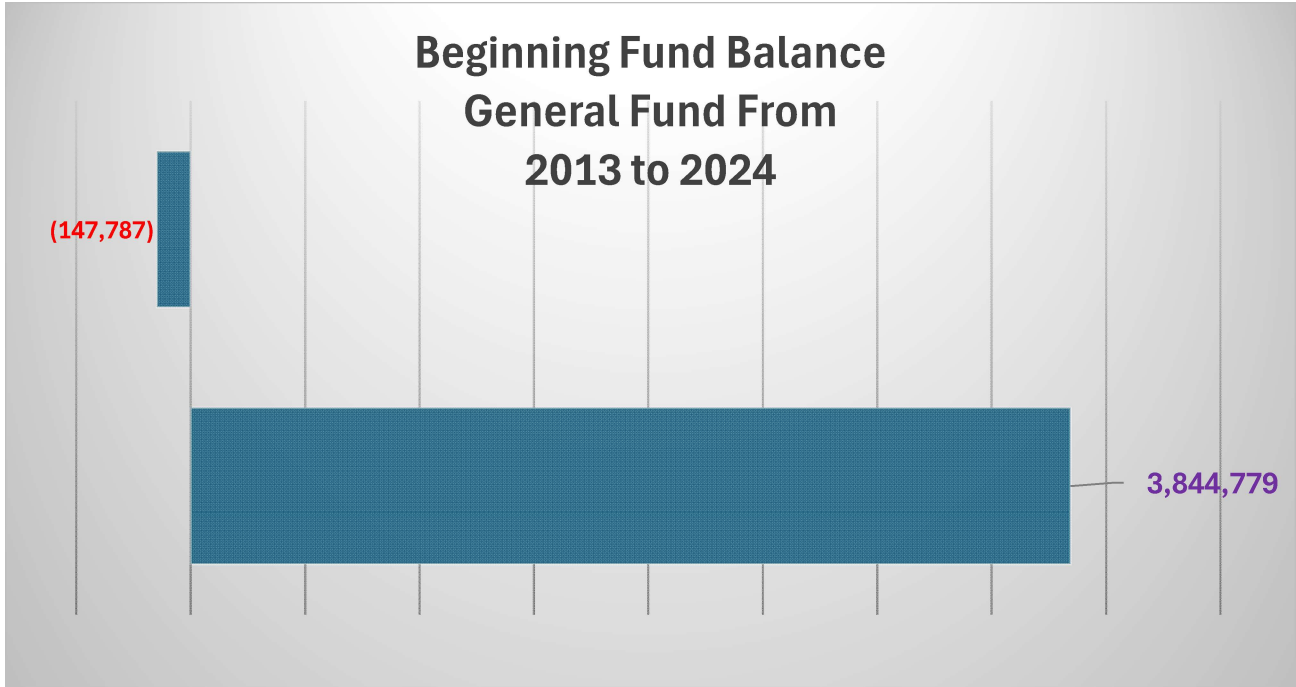 Beginning Fund Balance
General Fund From
2013 to 2024
(147,787)
3,844,779